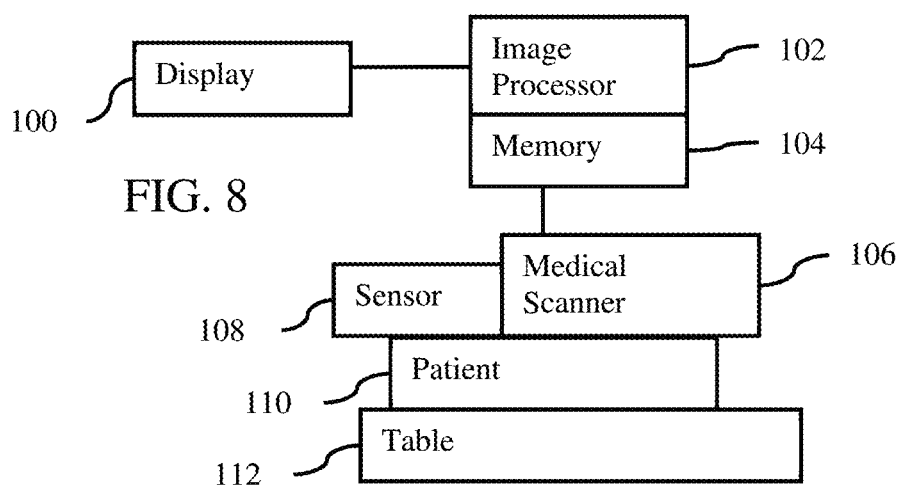 Display
Image
Processor
102
100
Memory
104
FIG. 8
Medical
Scanner
106
Sensor
108
Patient
110
Table
112